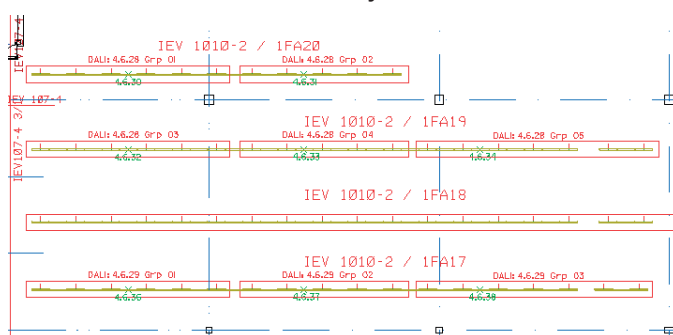 IEV 1010-2 / 1FA20
DALI: 4.6.28 Grp 01
DALI: 4.6.28 Grp 02
4.6.30
4.6.31
IEV 107-4
IEV 1010-2 / 1FA19
DALI: 4.6.28 Grp 03
DALI: 4.6.28 Grp 04
DALI: 4.6.28 Grp 05
4.6.32
4.6.33
4.6.34
IEV107-4 3/
IEV 1010-2 / 1FA18
IEV 1010-2 / 1FA17
DALI: 4.6.29 Grp 01
DALI: 4.6.29 Grp 02
DALI: 4.6.29 Grp 03
4.6.36
4.6.37
4.6.38